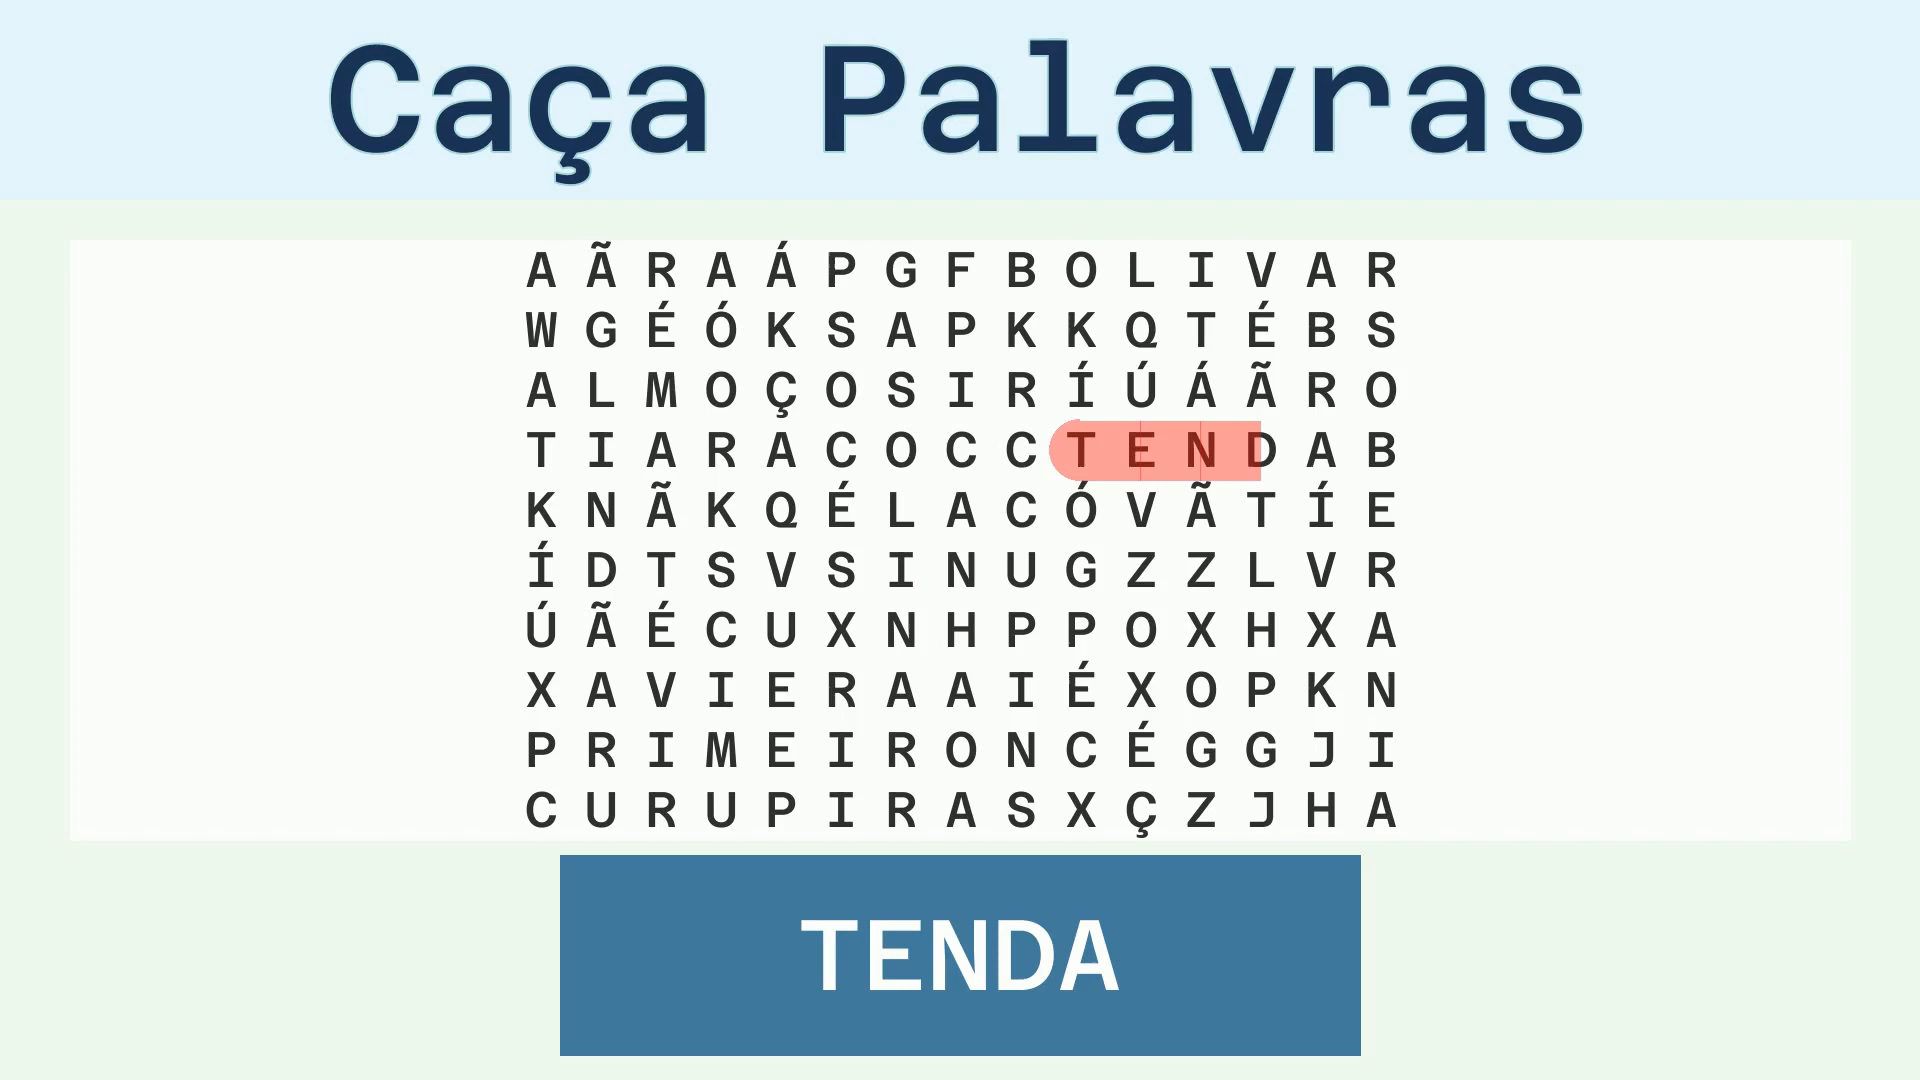 Caça Palavras
A Ã R A Á P G F B O L I V A R
W G É Ó K S A P K K Q T É B S
A L M O Ç O S I R Í Ú Á Ã R O
T I A R A C O C C T E N D A B
K N Ã K Q É L A C Ó V Ã T Í E
Í D T S V S I N U G Z Z L V R
Ú Ã É C U X N H P P O X H X A
X A V I E R A A I É X O P K N
P R I M E I R O N C É G G J I
C U R U P I R A S X Ç Z J H A
TENDA